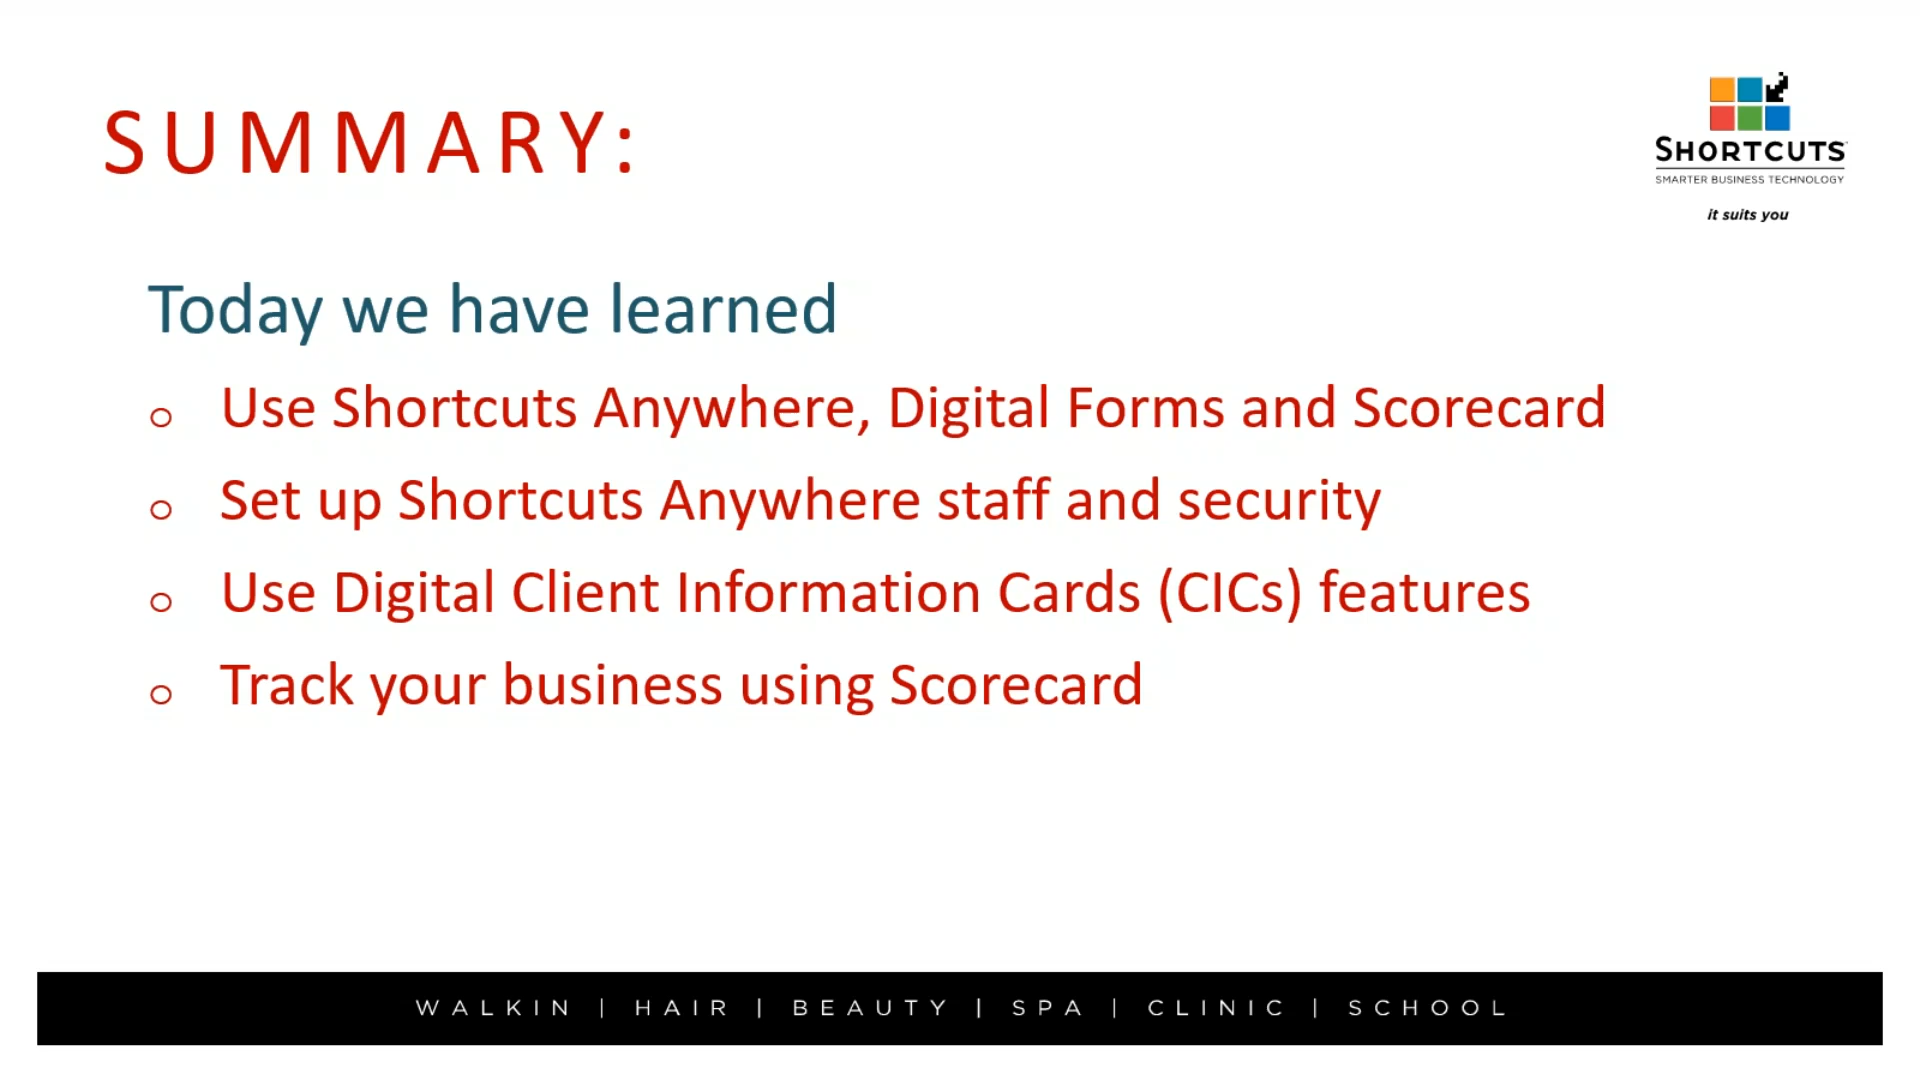 SUMMARY:
SHORTCUTS
SMARTER BUSINESS TECHNOLOGY
it suits you
Today we have learned
o Use Shortcuts Anywhere, Digital Forms and Scorecard
o Set up Shortcuts Anywhere staff and security
o Use Digital Client Information Cards (CICs) features
o Track your business using Scorecard
WALKIN | HAIR | BEAUTY | SPA | CLINIC | SCHOOL